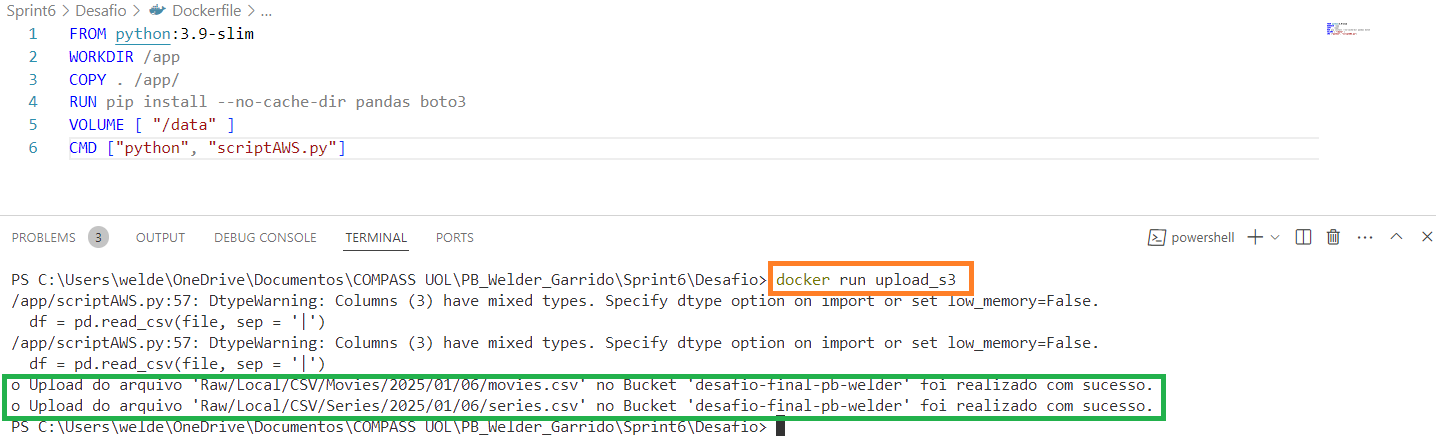 Sprint6 > Desafio > Dockerfile > ...
1 FROM python:3.9-slim
2 WORKDIR /app
3 COPY . /app/
4 RUN pip install --no-cache-dir pandas boto3
5 VOLUME [ "/data" ]
6 CMD ["python", "scriptAWS.py"]
PROBLEMS 3 OUTPUT DEBUG CONSOLE TERMINAL PORTS powershell
PS C:\Users\welde\OneDrive\Documentos\COMPASS UOL\PB_Welder_Garrido\Sprint6\Desafio> docker run upload_s3
/app/scriptAWS.py:57: DtypeWarning: Columns (3) have mixed types. Specify dtype option on import or set low_memory=False.
  df = pd.read_csv(file, sep = '|')
/app/scriptAWS.py:57: DtypeWarning: Columns (3) have mixed types. Specify dtype option on import or set low_memory=False.
  df = pd.read_csv(file, sep = '|')
o Upload do arquivo 'Raw/Local/CSV/Movies/2025/01/06/movies.csv' no Bucket 'desafio-final-pb-welder' foi realizado com sucesso.
o Upload do arquivo 'Raw/Local/CSV/Series/2025/01/06/series.csv' no Bucket 'desafio-final-pb-welder' foi realizado com sucesso.
PS C:\Users\welde\OneDrive\Documentos\COMPASS UOL\PB_Welder_Garrido\Sprint6\Desafio>